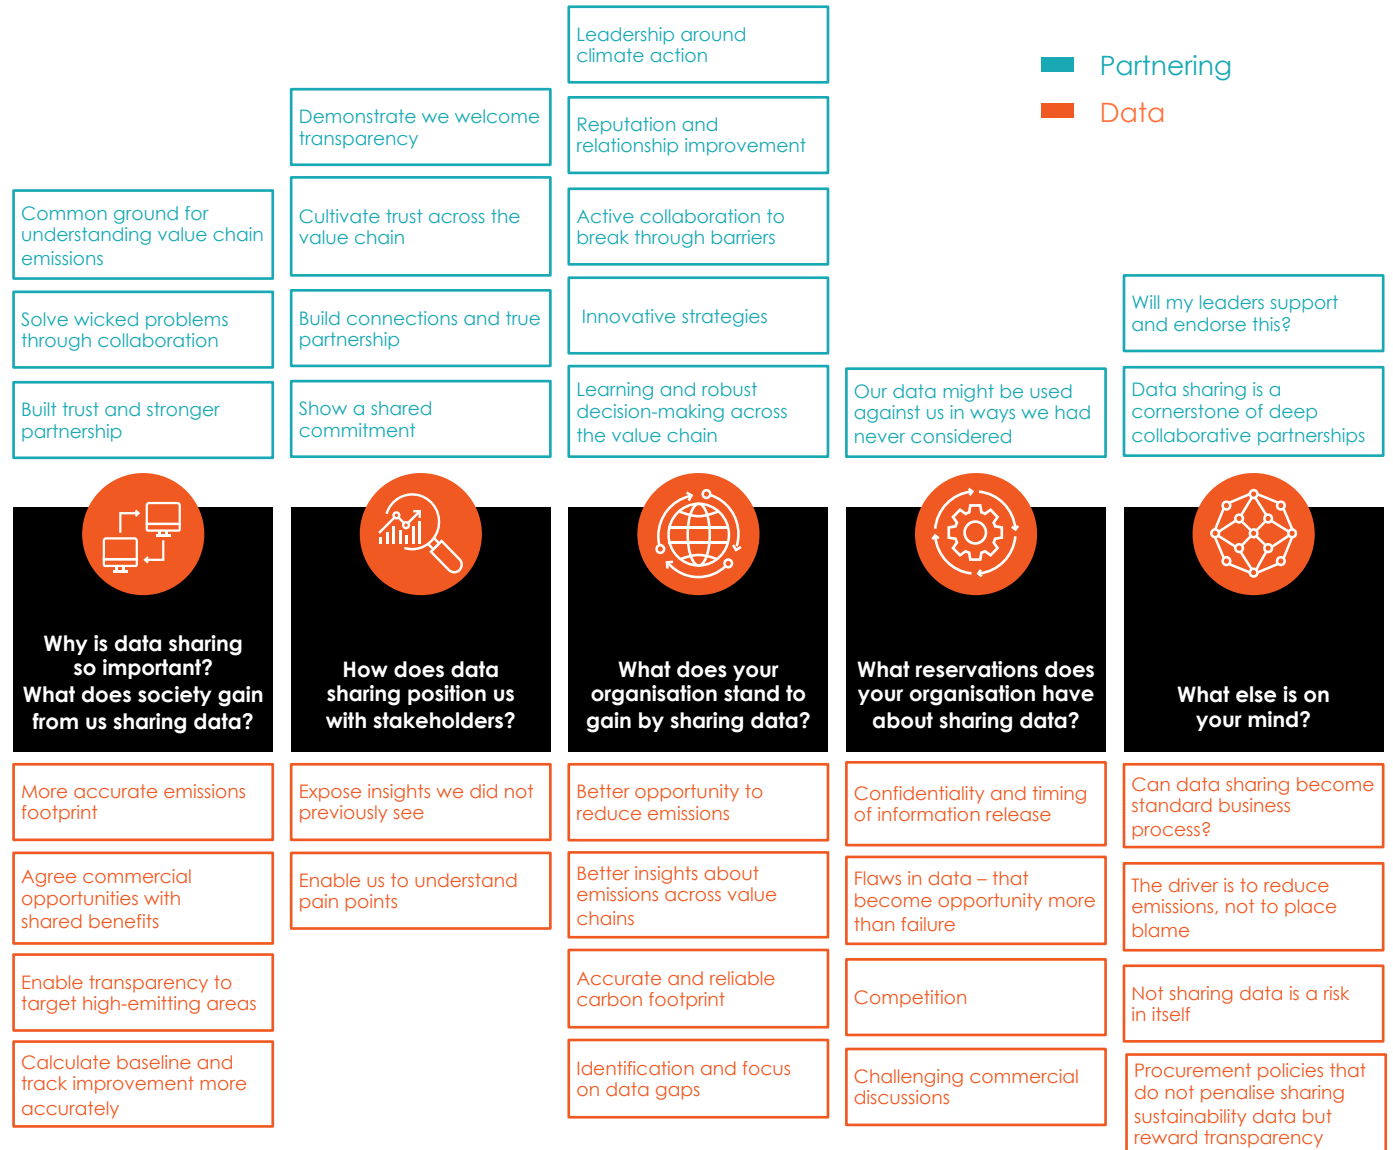 Partnering
Data
Common ground for
understanding value chain
emissions
Solve wicked problems
through collaboration
Built trust and stronger
partnership
Why is data sharing
so important?
What does society gain
from us sharing data?
More accurate emissions
footprint
Agree commercial
opportunities with
shared benefits
Enable transparency to
target high-emitting areas
Calculate baseline and
track improvement more
accurately
Demonstrate we welcome
transparency
Cultivate trust across the
value chain
Build connections and true
partnership
Show a shared
commitment
How does data
sharing position us
with stakeholders?
Expose insights we did not
previously see
Enable us to understand
pain points
Leadership around
climate action
Reputation and
relationship improvement
Active collaboration to
break through barriers
Innovative strategies
Learning and robust
decision-making across
the value chain
What does your
organisation stand to
gain by sharing data?
Better opportunity to
reduce emissions
Better insights about
emissions across value
chains
Accurate and reliable
carbon footprint
Identification and focus
on data gaps
Our data might be used
against us in ways we had
never considered
What reservations does
your organisation have
about sharing data?
Confidentiality and timing
of information release
Flaws in data – that
become opportunity more
than failure
Competition
Challenging commercial
discussions
Will my leaders support
and endorse this?
Data sharing is a
cornerstone of deep
collaborative partnerships
What else is on
your mind?
Can data sharing become
standard business
process?
The driver is to reduce
emissions, not to place
blame
Not sharing data is a risk
in itself
Procurement policies that
do not penalise sharing
sustainability data but
reward transparency